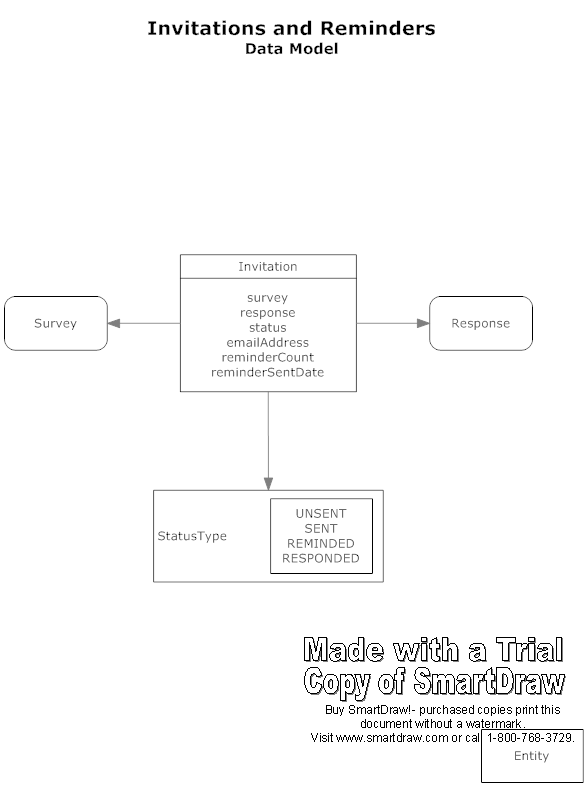 Invitations and Reminders
Data Model
Invitation
survey
response
status
emailAddress
reminderCount
reminderSentDate
Survey
Response
StatusType
UNSENT
SENT
REMINDED
RESPONDED
Made with a Trial
Copy of SmartDraw
Buy SmartDraw!- purchased copies print this
document without a watermark.
Visit www.smartdraw.com or call 1-800-768-3729.
Entity